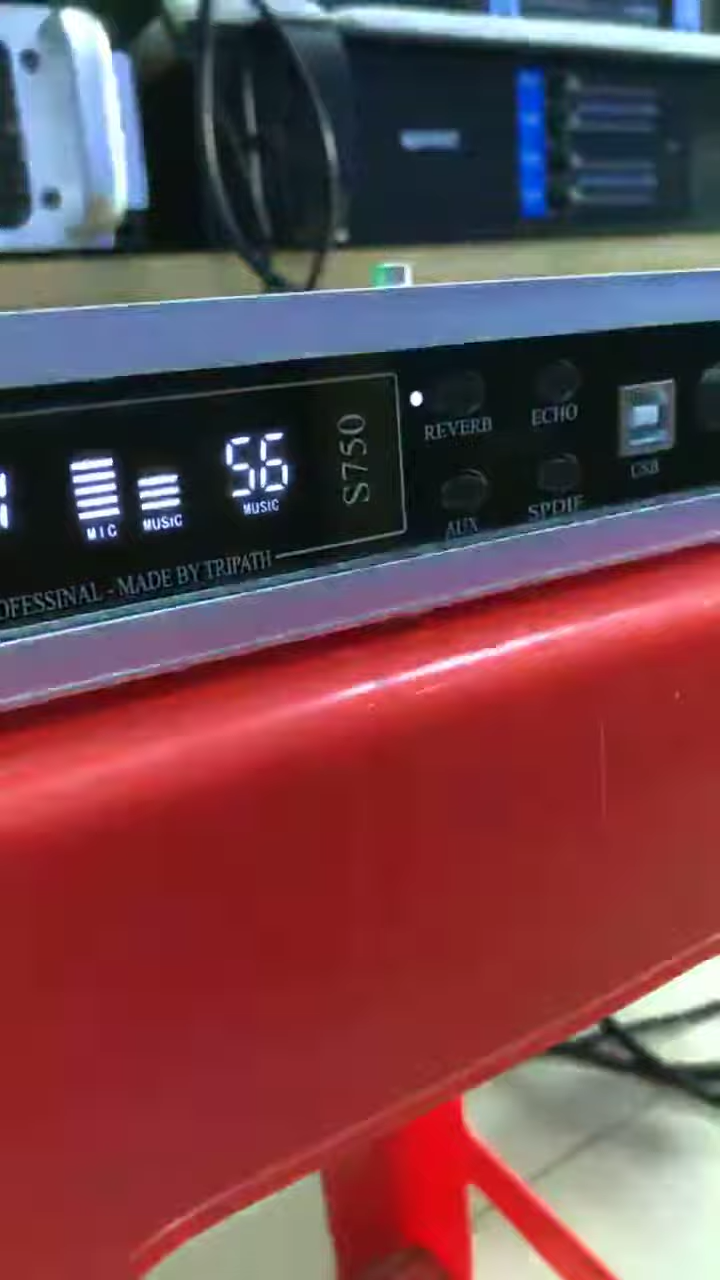 56
MIC
MUSIC
MUSIC
S750
REVERB
ECHO
USB
AUX
SPDIF
OFESSINAL - MADE BY TRIPATH